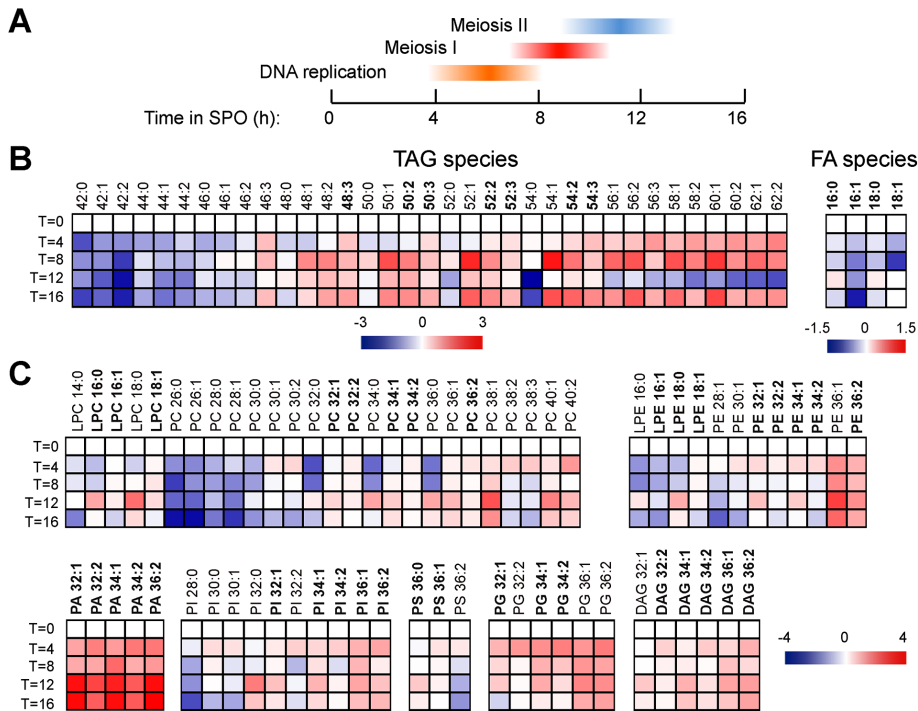 A
Meiosis II
Meiosis I
DNA replication
Time in SPO (h):
0 4 8 12 16
B
TAG species
FA species
42:0 42:1 42:2 44:0 44:1 44:2 46:0 46:1 46:2 46:3 48:0 48:1 48:2 48:3 50:0 50:1 50:2 50:3 52:0 52:1 52:2 52:3 54:0 54:1 54:2 54:3 56:1 56:2 56:3 58:1 58:2 60:1 60:2 62:1 62:2
16:0 16:1 18:0 18:1
T=0
T=4
T=8
T=12
T=16
-3 0 3
-1.5 0 1.5
C
LPC 14:0 LPC 16:0 LPC 16:1 LPC 18:0 LPC 18:1 PC 26:0 PC 26:1 PC 28:0 PC 28:1 PC 30:0 PC 30:1 PC 30:2 PC 32:0 PC 32:1 PC 32:2 PC 34:0 PC 34:1 PC 34:2 PC 36:0 PC 36:1 PC 36:2 PC 38:1 PC 38:2 PC 38:3 PC 40:1 PC 40:2
LPE 16:0 LPE 16:1 LPE 18:0 LPE 18:1 PE 28:1 PE 30:1 PE 32:1 PE 32:2 PE 34:1 PE 34:2 PE 36:1 PE 36:2
T=0
T=4
T=8
T=12
T=16
PA 32:1 PA 32:2 PA 34:1 PA 34:2 PA 36:2
PI 28:0 PI 30:0 PI 30:1 PI 32:0 PI 32:1 PI 32:2 PI 34:1 PI 34:2 PI 36:1 PI 36:2
PS 36:0 PS 36:1 PS 36:2
PG 32:1 PG 32:2 PG 34:1 PG 34:2 PG 36:1 PG 36:2
DAG 32:1 DAG 32:2 DAG 34:1 DAG 34:2 DAG 36:1 DAG 36:2
T=0
T=4
T=8
T=12
T=16
-4 0 4